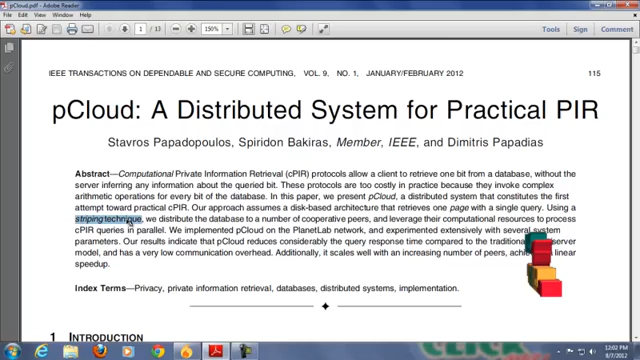 pCloud.pdf - Adobe Reader
File Edit View Window Help
1 / 13 150% Tools Sign Comment
IEEE TRANSACTIONS ON DEPENDABLE AND SECURE COMPUTING, VOL. 9, NO. 1, JANUARY/FEBRUARY 2012 115
pCloud: A Distributed System for Practical PIR
Stavros Papadopoulos, Spiridon Bakiras, Member, IEEE, and Dimitris Papadias
Abstract—Computational Private Information Retrieval (cPIR) protocols allow a client to retrieve one bit from a database, without the
server inferring any information about the queried bit. These protocols are too costly in practice because they invoke complex
arithmetic operations for every bit of the database. In this paper, we present pCloud, a distributed system that constitutes the first
attempt toward practical cPIR. Our approach assumes a disk-based architecture that retrieves one page with a single query. Using a
striping technique, we distribute the database to a number of cooperative peers, and leverage their computational resources to process
cPIR queries in parallel. We implemented pCloud on the PlanetLab network, and experimented extensively with several system
parameters. Our results indicate that pCloud reduces considerably the query response time compared to the traditional server
model, and has a very low communication overhead. Additionally, it scales well with an increasing number of peers, linear
speedup.
Index Terms—Privacy, private information retrieval, databases, distributed systems, implementation.
1 INTRODUCTION
12:02 PM
8/7/2012